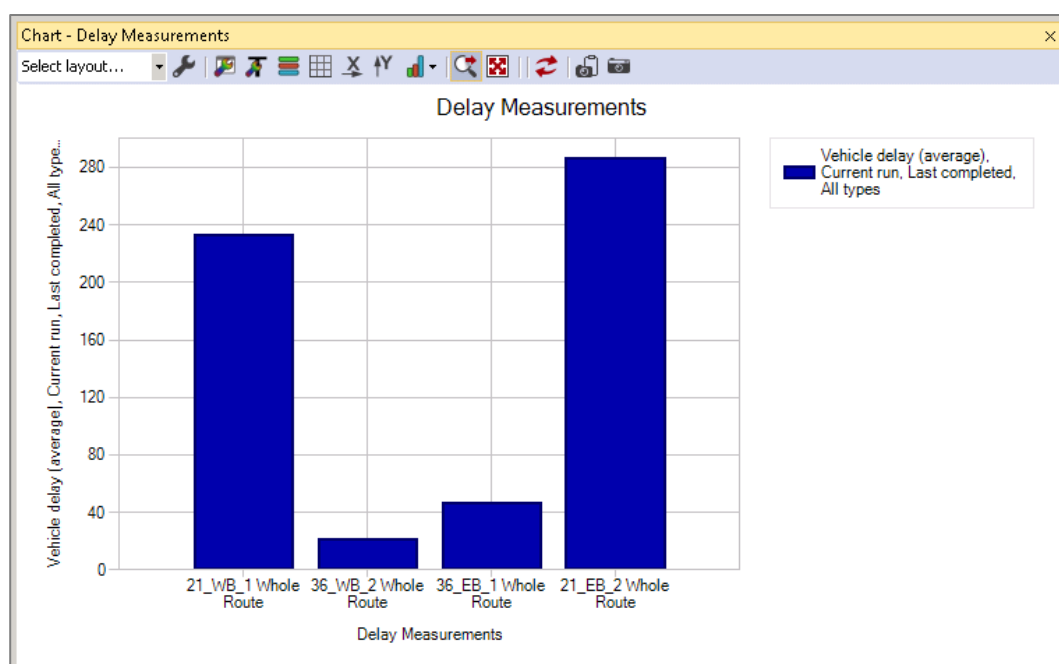 Chart - Delay Measurements
Select layout...
Delay Measurements
Vehicle delay (average), Current run, Last completed, All type...
280
240
200
160
120
80
40
0
21_WB_1 Whole Route
36_WB_2 Whole Route
36_EB_1 Whole Route
21_EB_2 Whole Route
Delay Measurements
Vehicle delay (average),
Current run, Last completed,
All types